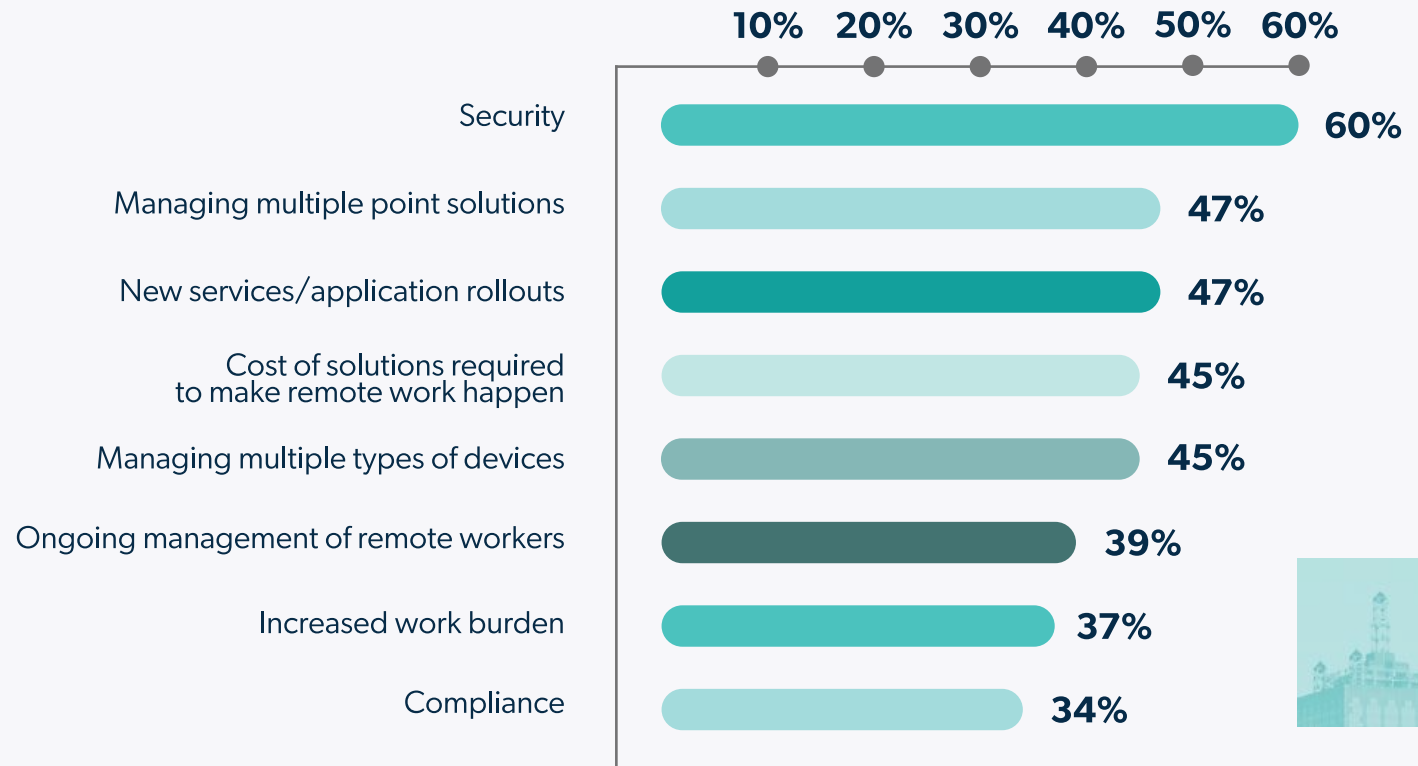 10% 20% 30% 40% 50% 60%
Security 60%
Managing multiple point solutions 47%
New services/application rollouts 47%
Cost of solutions required
to make remote work happen 45%
Managing multiple types of devices 45%
Ongoing management of remote workers 39%
Increased work burden 37%
Compliance 34%